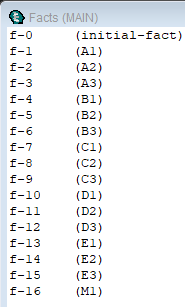 Facts (MAIN)
f-0 (initial-fact)
f-1 (A1)
f-2 (A2)
f-3 (A3)
f-4 (B1)
f-5 (B2)
f-6 (B3)
f-7 (C1)
f-8 (C2)
f-9 (C3)
f-10 (D1)
f-11 (D2)
f-12 (D3)
f-13 (E1)
f-14 (E2)
f-15 (E3)
f-16 (M1)